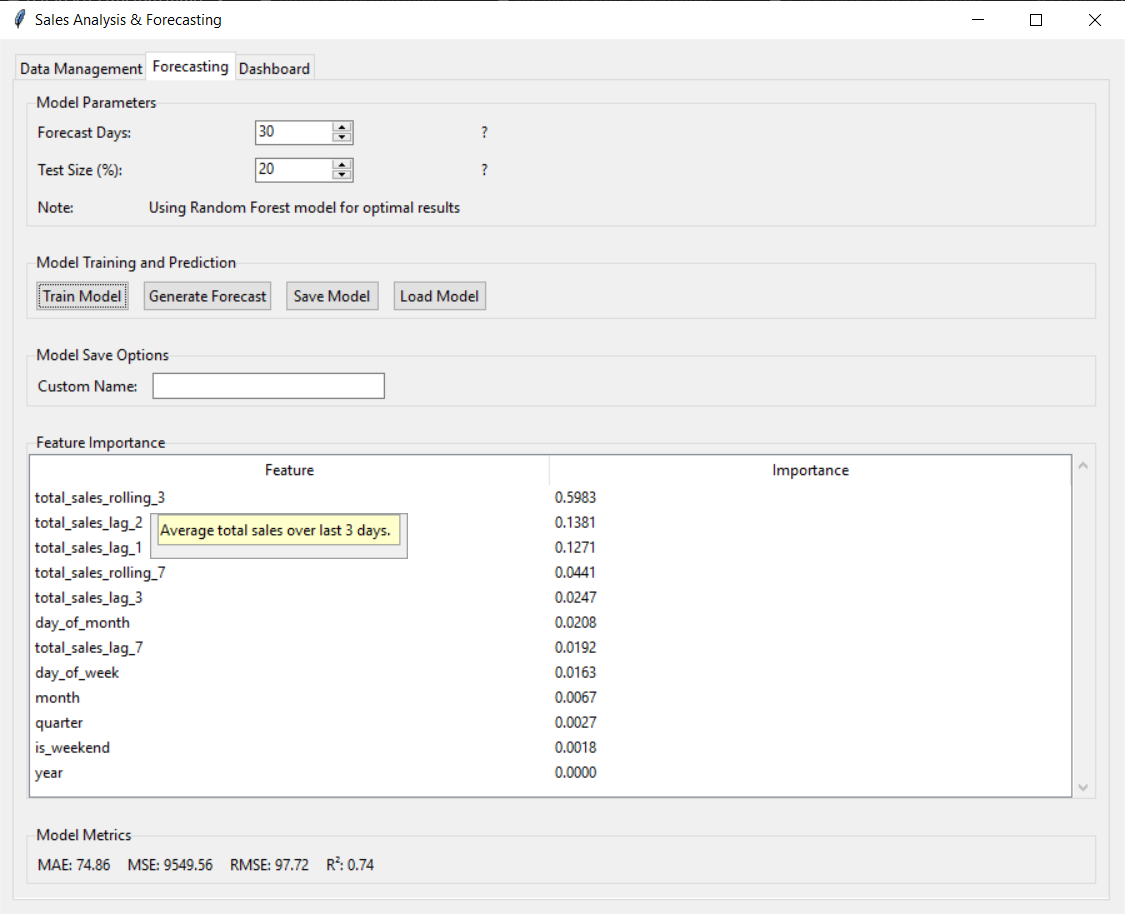 Sales Analysis & Forecasting
Data Management Forecasting Dashboard
Model Parameters
Forecast Days: 30 ?
Test Size (%): 20 ?
Note: Using Random Forest model for optimal results
Model Training and Prediction
Train Model Generate Forecast Save Model Load Model
Model Save Options
Custom Name:
Feature Importance
Feature Importance
total_sales_rolling_3 0.5983
total_sales_lag_2 0.1381
Average total sales over last 3 days.
total_sales_lag_1 0.1271
total_sales_rolling_7 0.0441
total_sales_lag_3 0.0247
day_of_month 0.0208
total_sales_lag_7 0.0192
day_of_week 0.0163
month 0.0067
quarter 0.0027
is_weekend 0.0018
year 0.0000
Model Metrics
MAE: 74.86 MSE: 9549.56 RMSE: 97.72 R²: 0.74